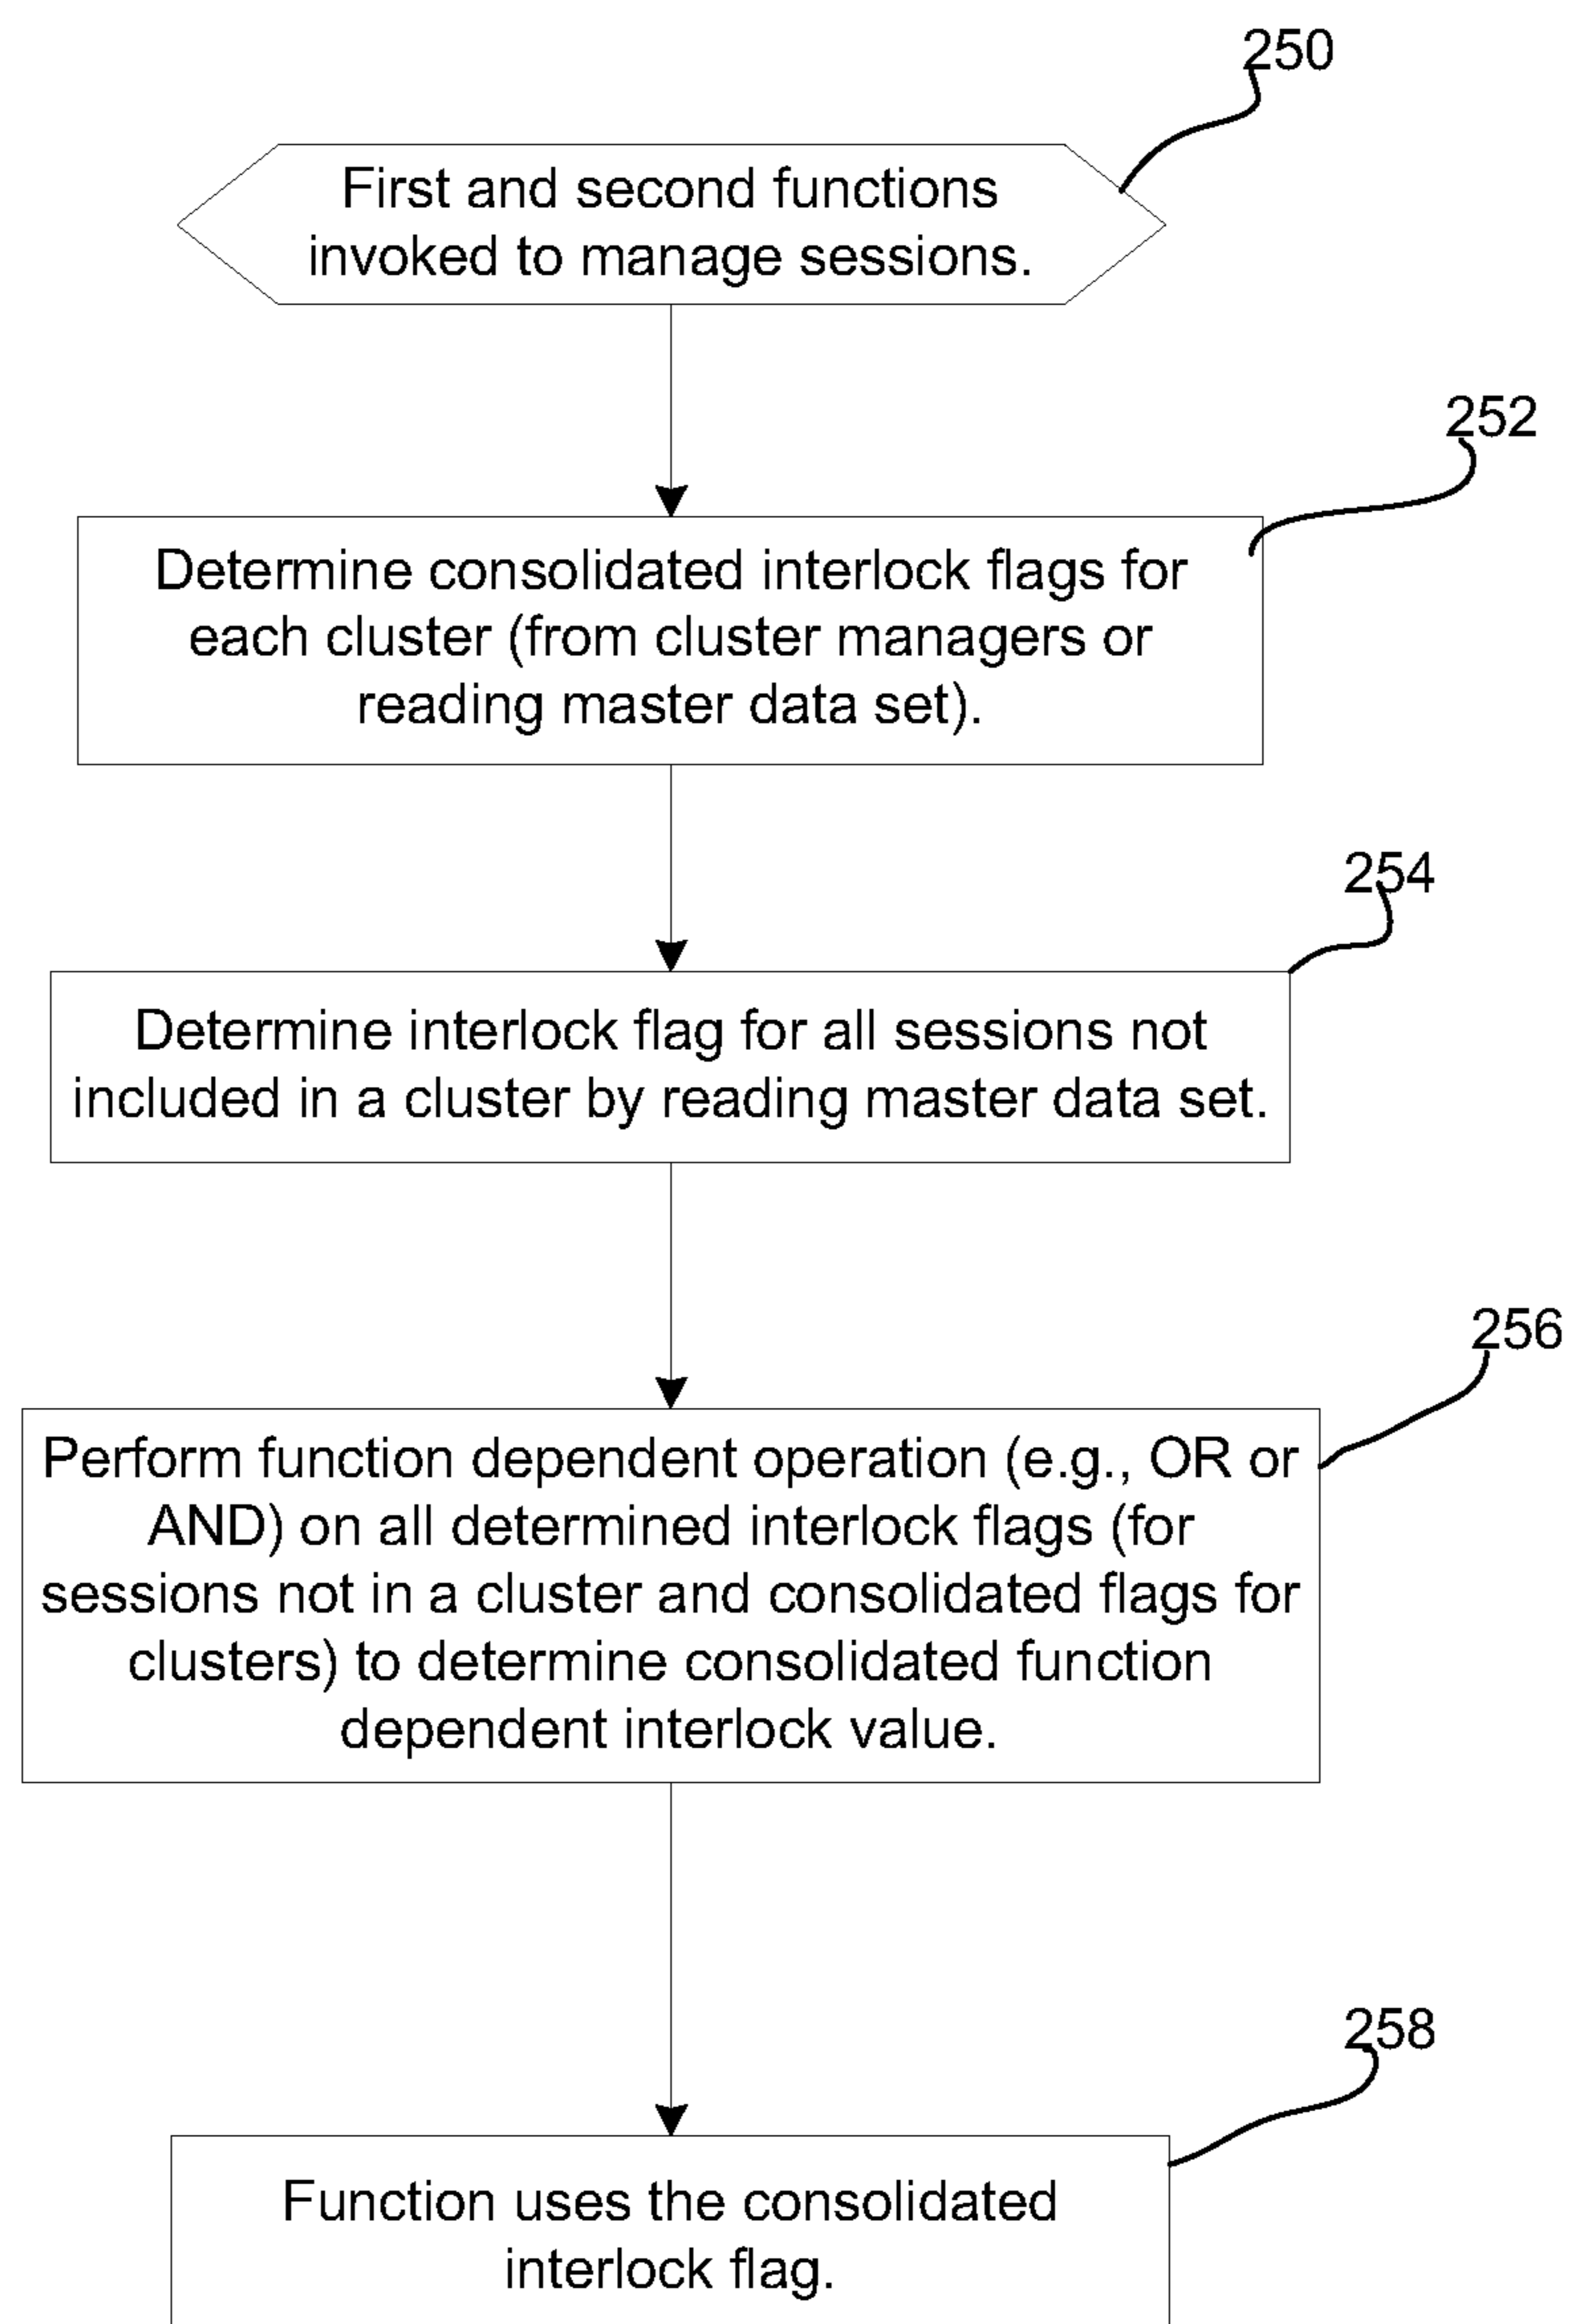 250
First and second functions
invoked to manage sessions.
252
Determine consolidated interlock flags for
each cluster (from cluster managers or
reading master data set).
254
Determine interlock flag for all sessions not
included in a cluster by reading master data set.
256
Perform function dependent operation (e.g., OR or
AND) on all determined interlock flags (for
sessions not in a cluster and consolidated flags for
clusters) to determine consolidated function
dependent interlock value.
258
Function uses the consolidated
interlock flag.